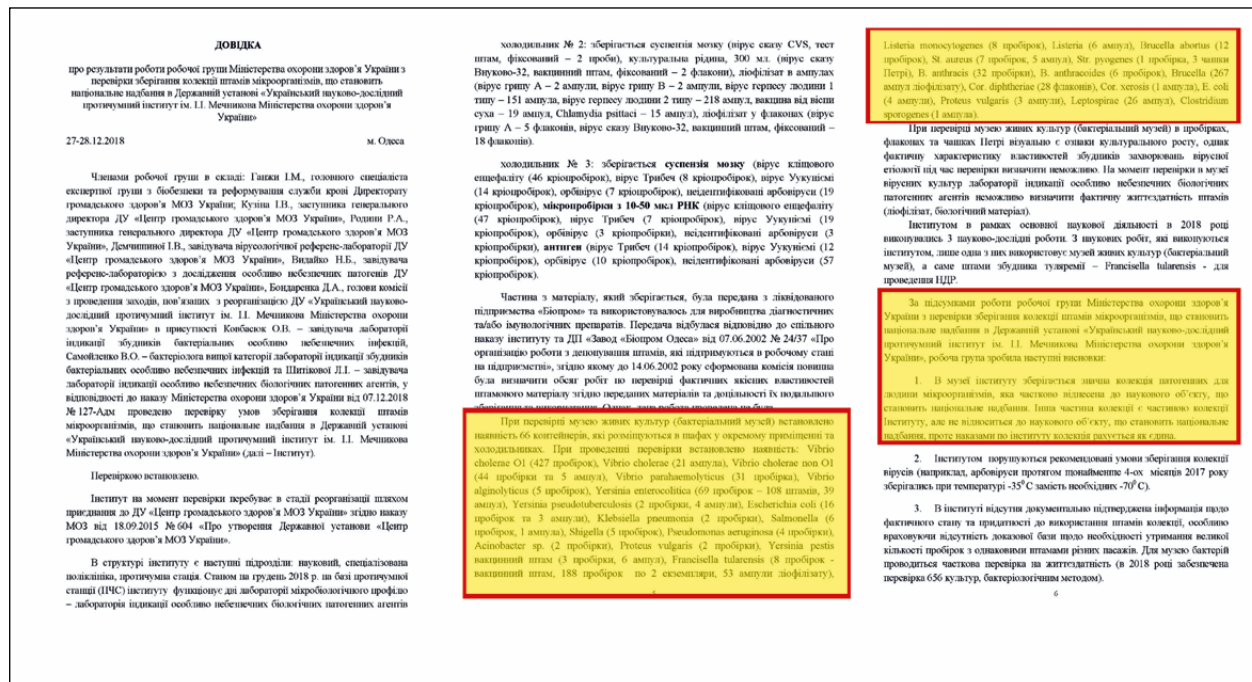 ДОВІДКА
про результати роботи робочої групи Міністерства охорони здоров'я України з
перевірки зберігання колекції штамів мікроорганізмів, що становить
національне надбання в Державній установі «Український науково-дослідний
протичумний інститут ім. І.І. Мечникова Міністерства охорони здоров'я
України»
27-28.12.2018 м. Одеса
Членами робочої групи в складі: Ганжи І.М., головного спеціаліста
експертної групи з біобезпеки та реформування служби крові Директорату
громадського здоров'я МОЗ України; Кузіна І.В., заступника генерального
директора ДУ «Центр громадського здоров'я МОЗ України», Родини Р.А.,
заступника генерального директора ДУ «Центр громадського здоров'я МОЗ
України», Демчишиної І.В., завідувача вірусологічної референс-лабораторії ДУ
«Центр громадського здоров'я МОЗ України», Видайко Н.Б., завідувача
референс-лабораторією з дослідження особливо небезпечних патогенів ДУ
«Центр громадського здоров'я МОЗ України», Бондаренка Д.А., голови комісії
з проведення заходів, пов'язаних з реорганізацією ДУ «Український науково-
дослідний протичумний інститут ім. І.І. Мечникова Міністерства охорони
здоров'я України» в присутності Ковбасюк О.В. – завідувача лабораторії
індикації збудників бактеріальних особливо небезпечних інфекцій,
Самойленко В.О. – бактеріолога вищої категорії лабораторії індикації збудників
бактеріальних особливо небезпечних інфекцій та Шитікової Л.І. – завідувача
лабораторії індикації особливо небезпечних біологічних патогенних агентів, у
відповідності до наказу Міністерства охорони здоров'я України від 07.12.2018
№ 127-Адм проведено перевірку умов зберігання колекції штамів
мікроорганізмів, що становить національне надбання в Державній установі
«Український науково-дослідний протичумний інститут ім. І.І. Мечникова
Міністерства охорони здоров'я України» (далі – Інститут).
Перевіркою встановлено.
Інститут на момент перевірки перебуває в стадії реорганізації шляхом
приєднання до ДУ «Центр громадського здоров'я МОЗ України» згідно наказу
МОЗ від 18.09.2015 № 604 «Про утворення Державної установи «Центр
громадського здоров'я МОЗ України».
В структурі інституту є наступні підрозділи: науковий, спеціалізована
поліклініка, протичумна стація. Станом на грудень 2018 р. на базі протичумної
станції (ПЧС) інституту функціонує дві лабораторії мікробіологічного профілю
– лабораторія індикації особливо небезпечних біологічних патогенних агентів
холодильник № 2: зберігається суспензія мозку (вірус сказу CVS, тест
штам, фіксований – 2 проби), культуральна рідина, 300 мл. (вірус сказу
Внуково-32, вакцинний штам, фіксований – 2 флакони), ліофілізат в ампулах
(вірус грипу А – 2 ампули, вірус грипу В – 2 ампули, вірус герпесу людини 1
типу – 151 ампула, вірус герпесу людини 2 типу – 218 ампул, вакцина від віспи
суха – 19 ампул, Chlamydia psittaci – 15 ампул), ліофілізат у флаконах (вірус
грипу А – 5 флаконів, вірус сказу Внуково-32, вакцинний штам, фіксований –
18 флаконів).
холодильник № 3: зберігається суспензія мозку (вірус кліщового
енцефаліту (46 кріопробірок), вірус Трибеч (8 кріопробірок), вірус Уукуніємі
(14 кріопробірок), орбівірус (7 кріопробірок), неідентифіковані арбовіруси (19
кріопробірок), мікропробірки з 10-50 мкл РНК (вірус кліщового енцефаліту
(47 кріопробірок), вірус Трибеч (7 кріопробірок), вірус Уукуніємі (19
кріопробірок), орбівірус (3 кріопробірки), неідентифіковані арбовіруси (3
кріопробірки), антиген (вірус Трибеч (14 кріопробірок), вірус Уукуніємі (12
кріопробірок), орбівірус (10 кріопробірок), неідентифіковані арбовіруси (57
кріопробірок).
Частина з матеріалу, який зберігається, була передана з ліквідованого
підприємства «Біопром» та використовувалось для виробництва діагностичних
та/або імунологічних препаратів. Передача відбулася відповідно до спільного
наказу інституту та ДП «Завод «Біопром Одеса» від 07.06.2002 № 24/37 «Про
організацію роботи з депонування штамів, які підтримуються в робочому стані
на підприємстві», згідно якому до 14.06.2002 року сформована комісія повинна
була визначити обсяг робіт по перевірці фактичних якісних властивостей
штамового матеріалу згідно переданих матеріалів та доцільності їх подальшого
При перевірці музею живих культур (бактеріальний музей) встановлено
наявність 66 контейнерів, які розміщуються в шафах у окремому приміщенні та
холодильниках. При проведенні перевірки встановлено наявність: Vibrio
cholerae O1 (427 пробірок), Vibrio cholerae (21 ампула), Vibrio cholerae non O1
(44 пробірки та 5 ампул), Vibrio parahaemolyticus (31 пробірка), Vibrio
alginolyticus (5 пробірок), Yersinia enterocolitica (69 пробірок – 108 штамів, 39
ампул), Yersinia pseudotuberculosis (2 пробірки, 4 ампули), Escherichia coli (16
пробірок та 3 ампули), Klebsiella pneumonia (2 пробірки), Salmonella (6
пробірок, 1 ампула), Shigella (5 пробірок), Pseudomonas aeruginosa (4 пробірки),
Acinobacter sp. (2 пробірки), Proteus vulgaris (2 пробірки), Yersinia pestis
вакцинний штам (3 пробірки, 6 ампул), Francisella tularensis (8 пробірок -
вакцинний штам, 188 пробірок по 2 екземпляри, 53 ампули ліофілізату),
Listeria monocytogenes (8 пробірок), Listeria (6 ампул), Brucella abortus (12
пробірок), St. aureus (7 пробірок, 5 ампул), Str. pyogenes (1 пробірка, 3 чашки
Петрі), B. anthracis (32 пробірки), B. anthracoides (6 пробірок), Brucella (267
ампул ліофілізату), Cor. diphtheriae (28 флаконів), Cor. xerosis (1 ампула), E. coli
(4 ампули), Proteus vulgaris (3 ампули), Leptospirae (26 ампул), Clostridium
sporogenes (1 ампула).
При перевірці музею живих культур (бактеріальний музей) в пробірках,
флаконах та чашках Петрі візуально є ознаки культурального росту, однак
фактичну характеристику властивостей збудників захворювань вірусної
етіології під час перевірки визначити неможливо. На момент перевірки в музеї
вірусних культур лабораторії індикації особливо небезпечних біологічних
патогенних агентів неможливо визначити фактичну життєздатність штамів
(ліофілізат, біологічний матеріал).
Інститутом в рамках основної наукової діяльності в 2018 році
виконувались 3 науково-дослідні роботи. З наукових робіт, які виконуються
інститутом, лише одна з них використовує музей живих культур (бактеріальний
музей), а саме штами збудника туляремії – Francisella tularensis - для
проведення НДР.
За підсумками роботи робочої групи Міністерства охорони здоров'я
України з перевірки зберігання колекції штамів мікроорганізмів, що становить
національне надбання в Державній установі «Український науково-дослідний
протичумний інститут ім. І.І. Мечникова Міністерства охорони здоров'я
України», робоча група зробила наступні висновки:
1. В музеї інституту зберігається значна колекція патогенних для
людини мікроорганізмів, яка частково віднесена до наукового об'єкту, що
становить національне надбання. Інша частина колекції є частиною колекції
Інституту, але не відноситься до наукового об'єкту, що становить національне
надбання, проте наказами по інституту колекція рахується як єдина.
2. Інститутом порушуються рекомендовані умови зберігання колекції
вірусів (наприклад, арбовіруси протягом щонайменше 4-ох місяців 2017 року
зберігались при температурі -35⁰ С замість необхідних -70⁰ С).
3. В інституті відсутня документально підтверджена інформація щодо
фактичного стану та придатності до використання штамів колекції, особливо
враховуючи відсутність доказової бази щодо необхідності утримання великої
кількості пробірок з однаковими штамами різних пасажів. Для музею бактерій
проводиться часткова перевірка на життєздатність (в 2018 році забезпечена
перевірка 656 культур, бактеріологічним методом).
6